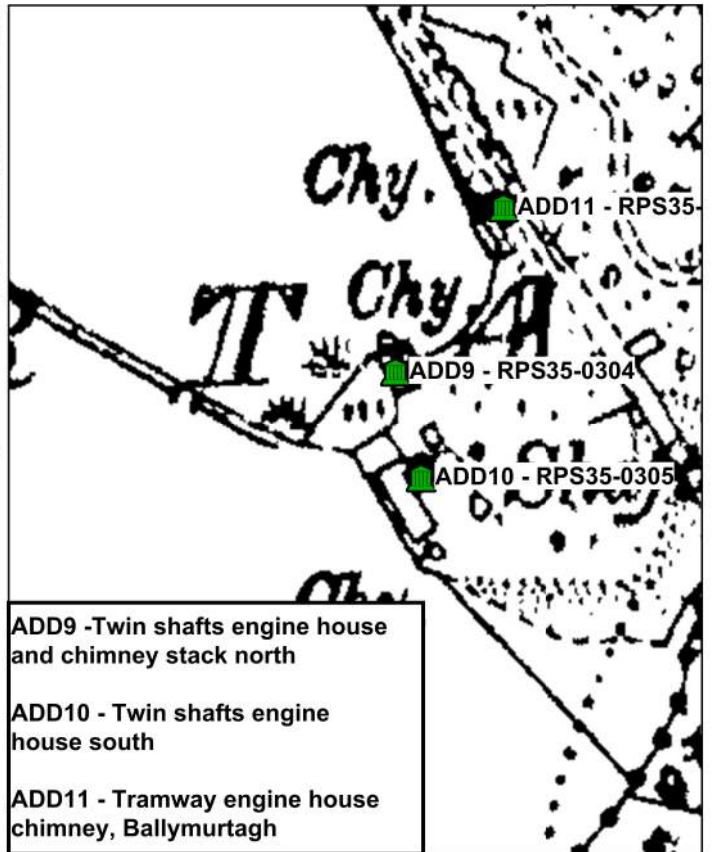 Chy.
ADD11 - RPS35-
Chy
T
A
ADD9 - RPS35-0304
ADD10 - RPS35-0305
ADD9 -Twin shafts engine house
and chimney stack north
ADD10 - Twin shafts engine
house south
ADD11 - Tramway engine house
chimney, Ballymurtagh